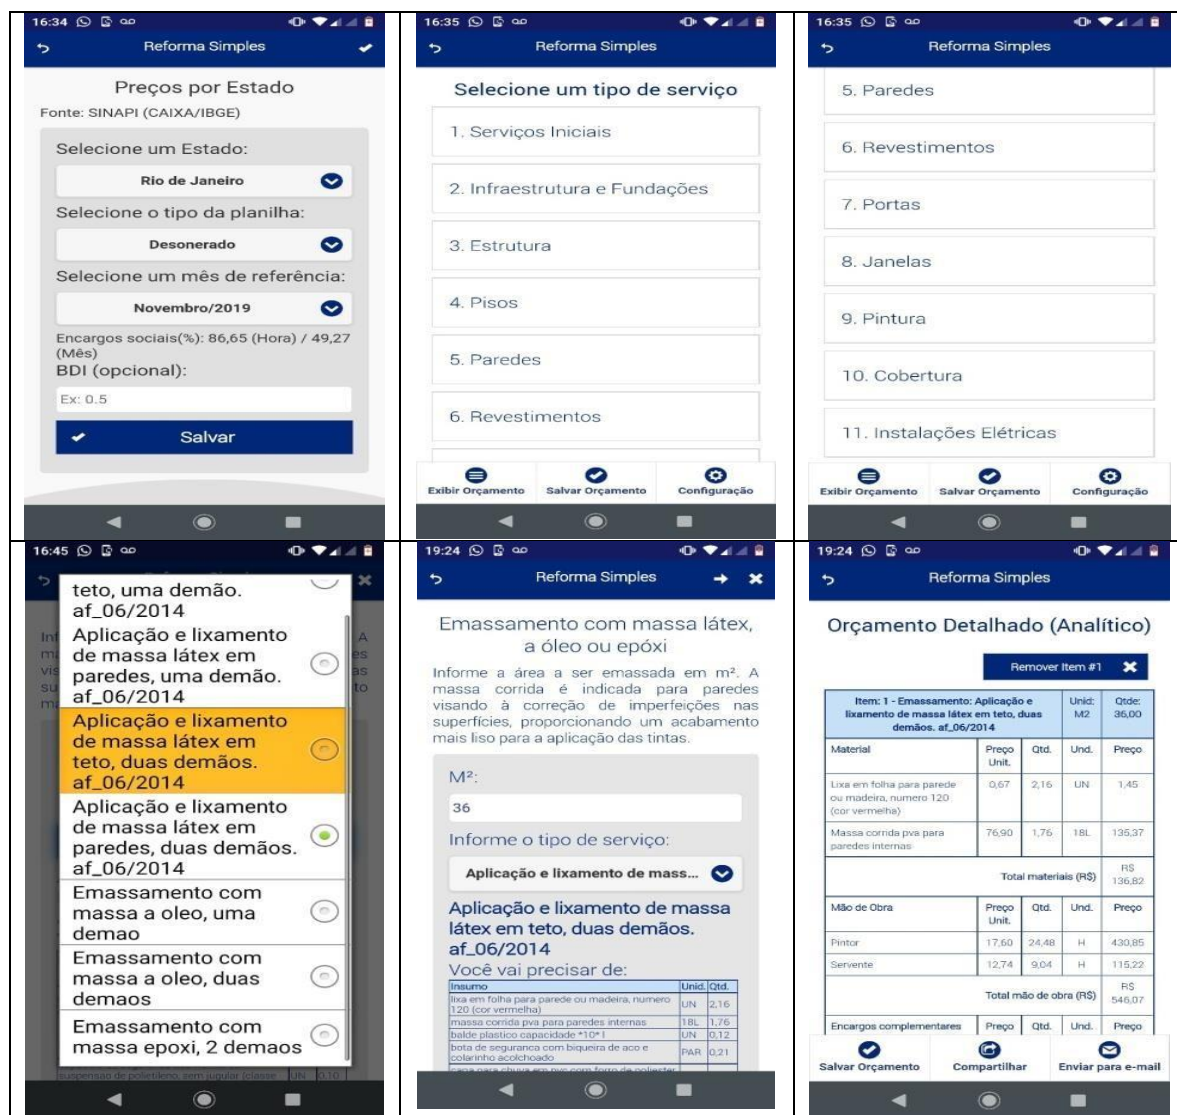 16:34
Reforma Simples
Preços por Estado
Fonte: SINAPI (CAIXA/IBGE)
Selecione um Estado:
Rio de Janeiro
Selecione o tipo da planilha:
Desonerado
Selecione um mês de referência:
Novembro/2019
Encargos sociais(%): 86,65 (Hora) / 49,27
(Mês)
BDI (opcional):
Ex: 0.5
Salvar
16:35
Reforma Simples
Selecione um tipo de serviço
1. Serviços Iniciais
2. Infraestrutura e Fundações
3. Estrutura
4. Pisos
5. Paredes
6. Revestimentos
Exibir Orçamento Salvar Orçamento Configuração
16:35
Reforma Simples
5. Paredes
6. Revestimentos
7. Portas
8. Janelas
9. Pintura
10. Cobertura
11. Instalações Elétricas
Exibir Orçamento Salvar Orçamento Configuração
16:45
teto, uma demão.
af_06/2014
Aplicação e lixamento
de massa látex em
paredes, uma demão.
af_06/2014
Aplicação e lixamento
de massa látex em
teto, duas demãos.
af_06/2014
Aplicação e lixamento
de massa látex em
paredes, duas demãos.
af_06/2014
Emassamento com
massa a oleo, uma
demao
Emassamento com
massa a oleo, duas
demaos
Emassamento com
massa epoxi, 2 demaos
suspensão de polietileno, sem jugular (classe UN 0,10
19:24
Reforma Simples
Emassamento com massa látex,
a óleo ou epóxi
Informe a área a ser emassada em m². A
massa corrida é indicada para paredes
visando à correção de imperfeições nas
superfícies, proporcionando um acabamento
mais liso para a aplicação das tintas.
M²:
36
Informe o tipo de serviço:
Aplicação e lixamento de mass...
Aplicação e lixamento de massa
látex em teto, duas demãos.
af_06/2014
Você vai precisar de:
Insumo Unid. Qtd.
lixa em folha para parede ou madeira, numero
120 (cor vermelha) UN 2,16
massa corrida pva para paredes internas 18L 1,76
balde plastico capacidade *10* l UN 0,12
bota de seguranca com biqueira de aco e
colarinho acolchoado PAR 0,21
capa para chuva em pvc com forro de poliester
19:24
Reforma Simples
Orçamento Detalhado (Analítico)
Remover Item #1
Item: 1 - Emassamento: Aplicação e
lixamento de massa látex em teto, duas
demãos. af_06/2014
Unid:
M2
Qtde:
36,00
Material Preço
Unit. Qtd. Und. Preço
Lixa em folha para parede
ou madeira, numero 120
(cor vermelha) 0,67 2,16 UN 1,45
Massa corrida pva para
paredes internas 76,90 1,76 18L 135,37
Total materiais (R$) R$
136,82
Mão de Obra Preço
Unit. Qtd. Und. Preço
Pintor 17,60 24,48 H 430,85
Servente 12,74 9,04 H 115,22
Total mão de obra (R$) R$
546,07
Encargos complementares Preço Qtd. Und. Preço
Salvar Orçamento Compartilhar Enviar para e-mail